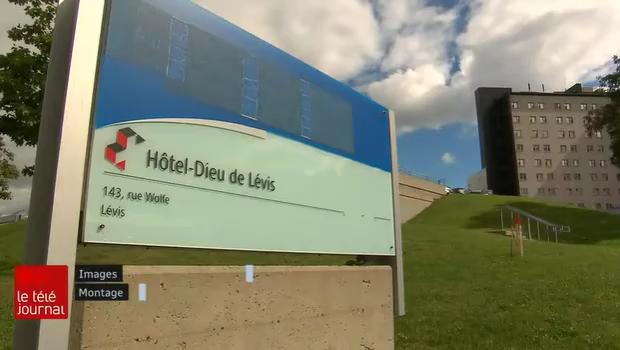 Hôtel-Dieu de Lévis
143, rue Wolfe
Lévis
le télé
journal
Images
Montage